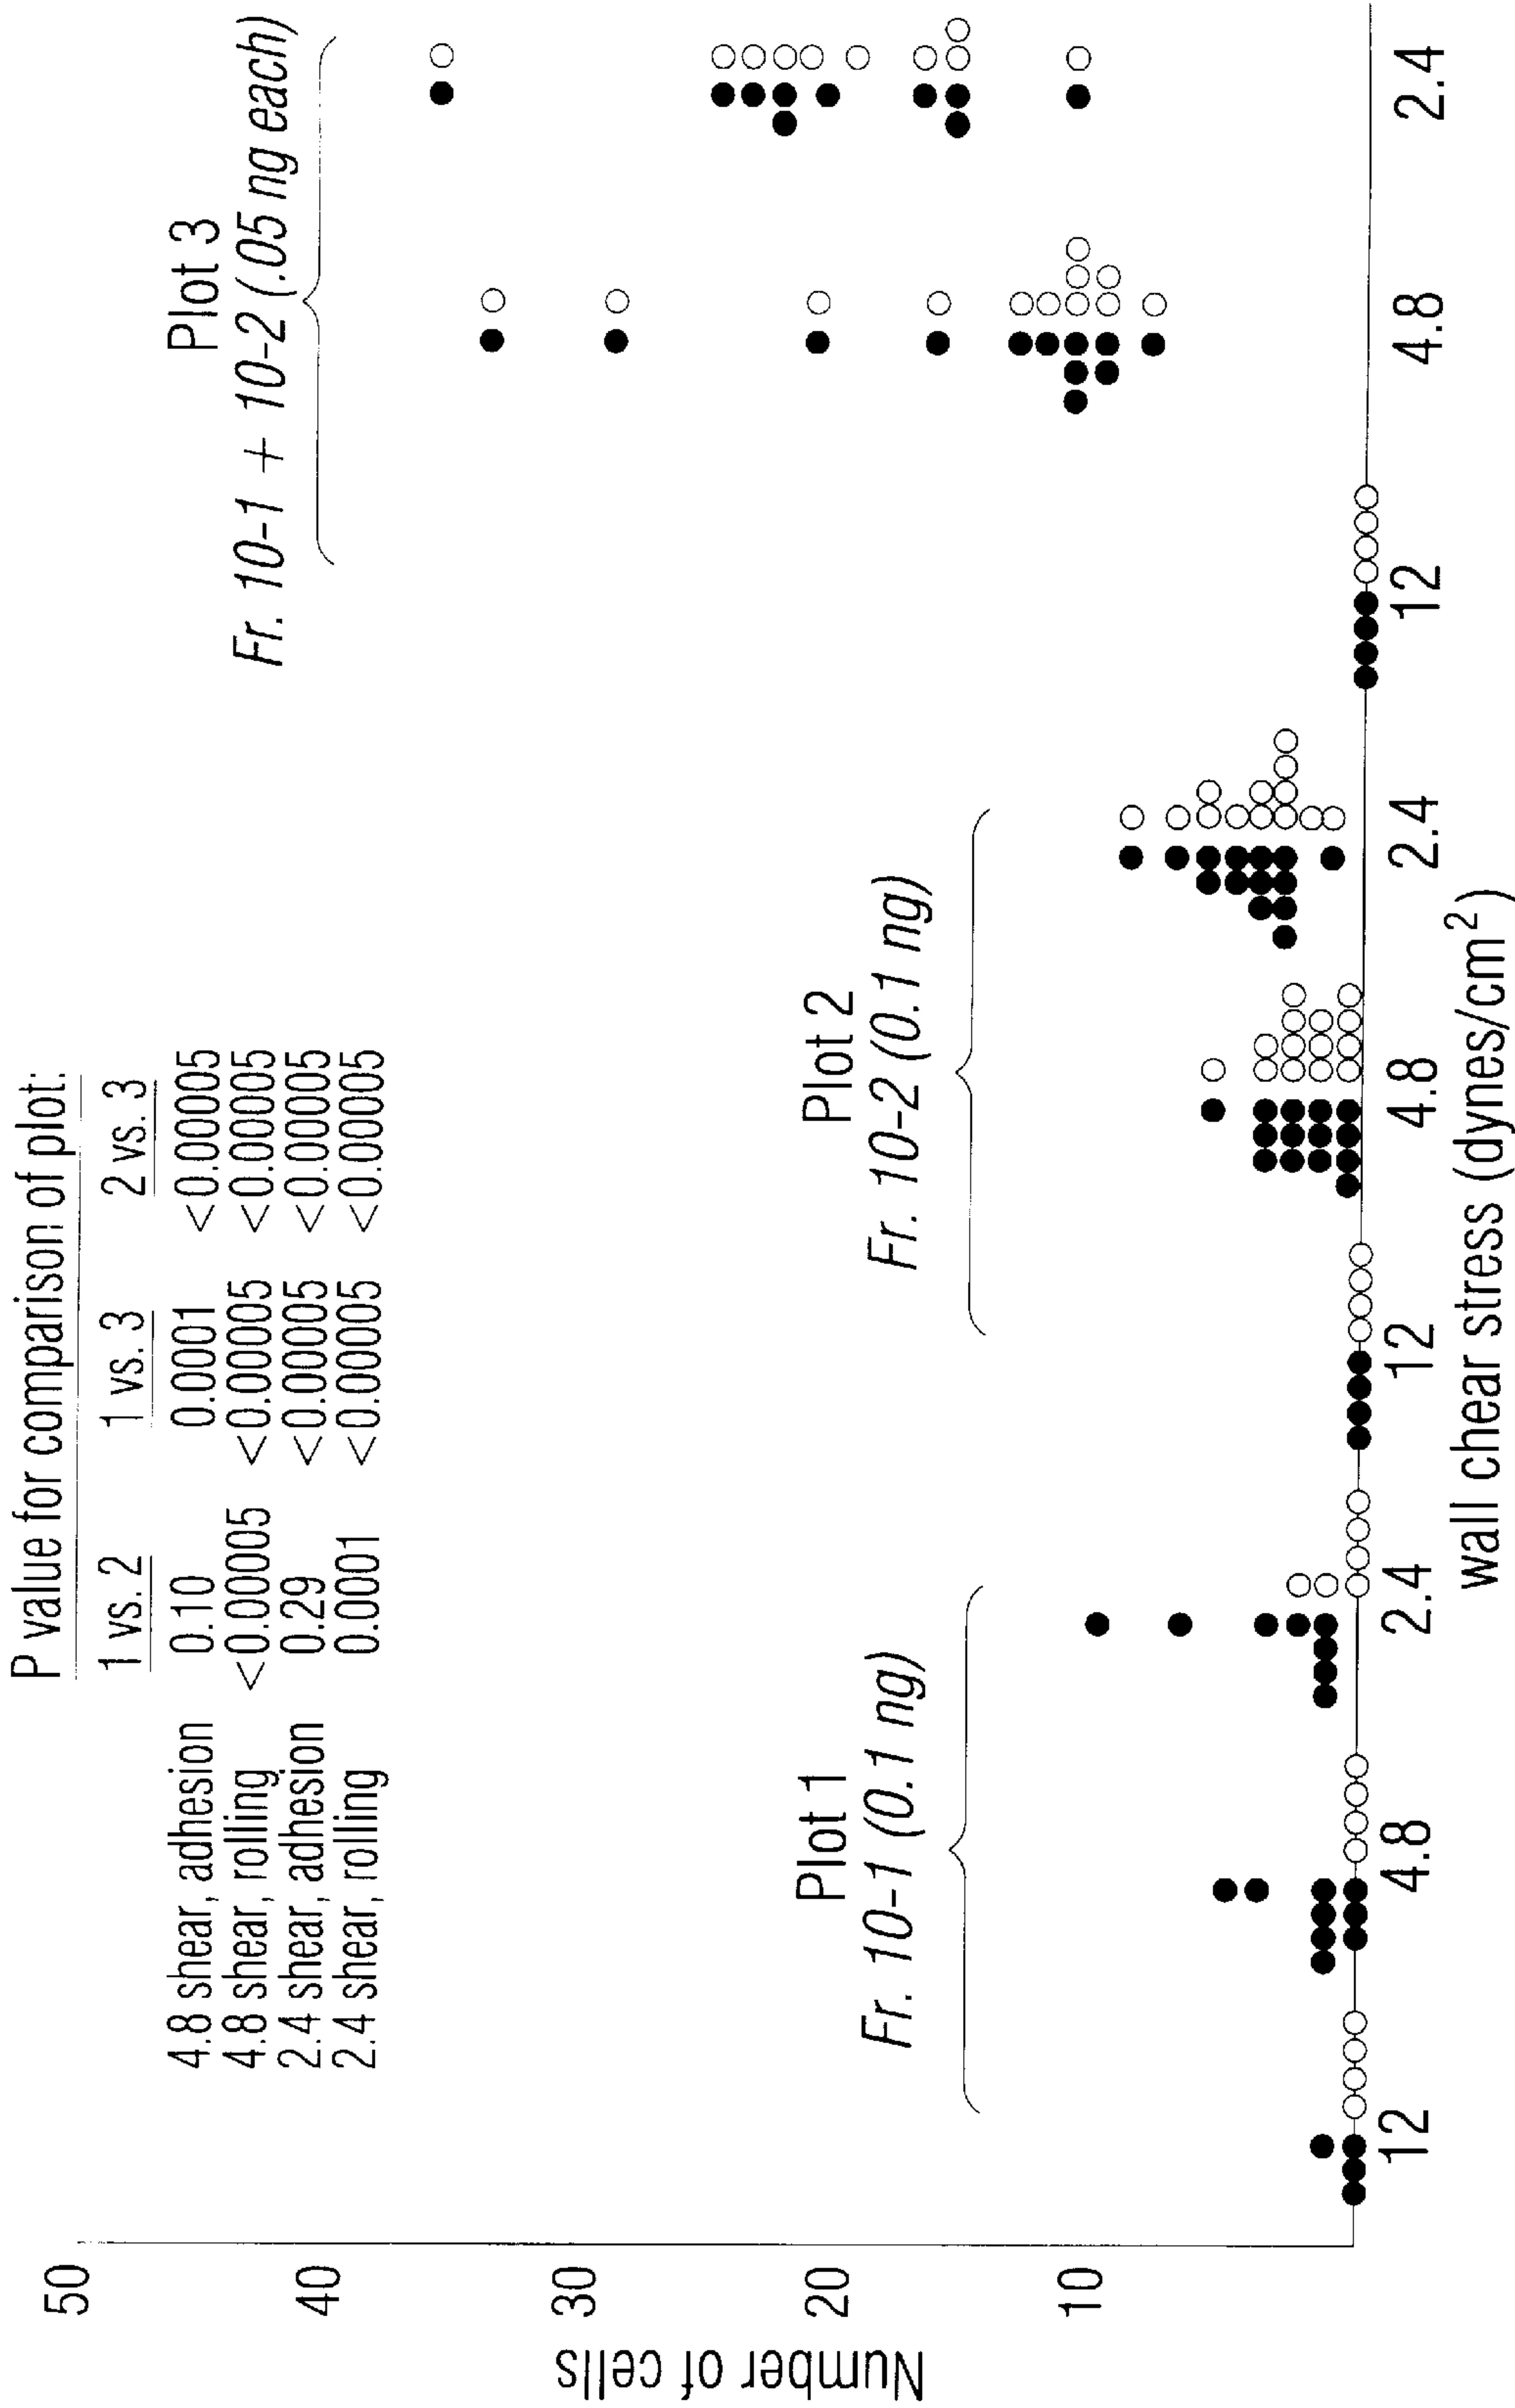 P value for comparison of plot:
1 vs. 2 1 vs. 3 2 vs. 3
4.8 shear, adhesion 0.10 0.0001 <0.00005
4.8 shear, rolling <0.00005 <0.00005 <0.00005
2.4 shear, adhesion 0.29 <0.00005 <0.00005
2.4 shear, rolling 0.0001 <0.00005 <0.00005
Plot 3
Fr. 10-1 + 10-2 (.05 ng each)
Plot 1
Fr. 10-1 (0.1 ng)
Plot 2
Fr. 10-2 (0.1 ng)
Number of cells
50
40
30
20
10
12 4.8 2.4 12 4.8 2.4 12 4.8 2.4
wall chear stress (dynes/cm²)